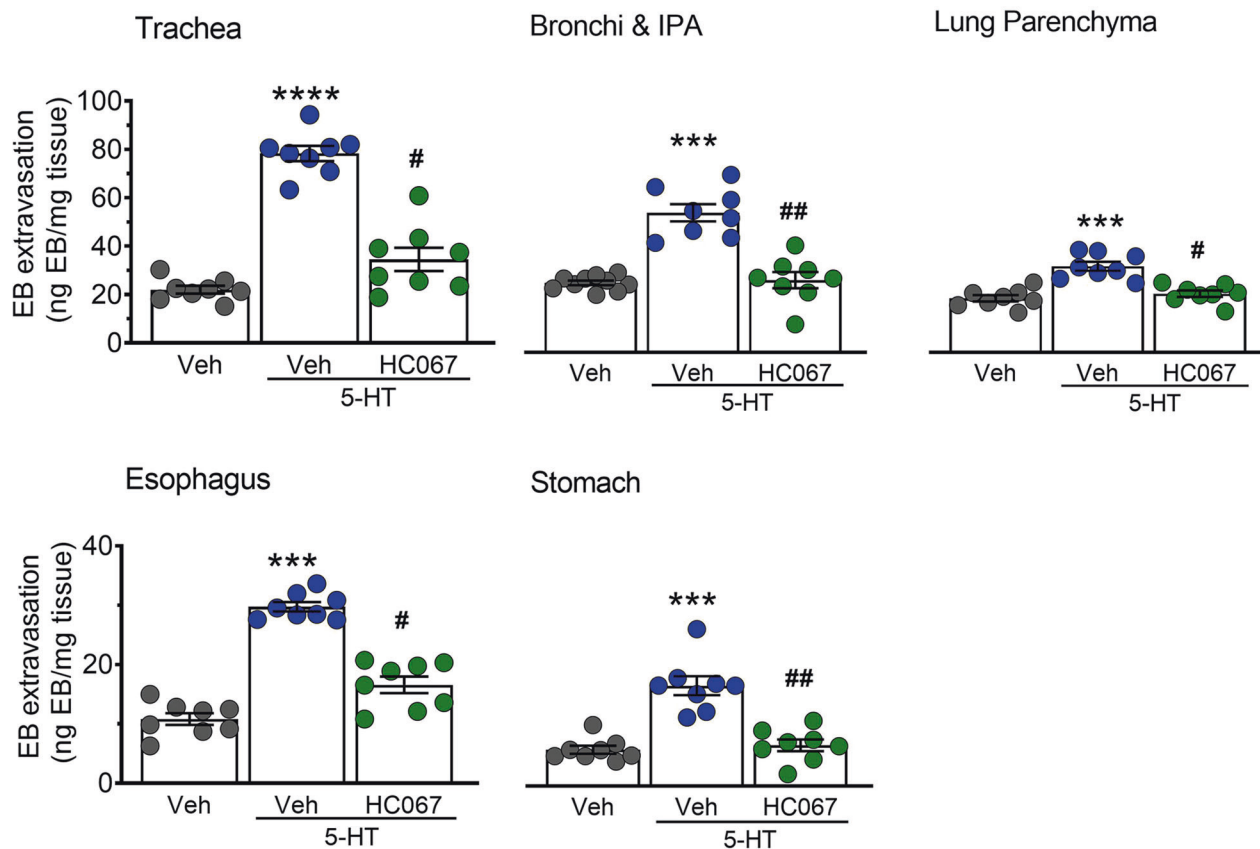 Trachea
Bronchi & IPA
Lung Parenchyma
EB extravasation
(ng EB/mg tissue)
100
80
60
40
20
0
****
#
Veh
Veh
HC067
5-HT
***
##
Veh
Veh
HC067
5-HT
***
#
Veh
Veh
HC067
5-HT
Esophagus
Stomach
EB extravasation
(ng EB/mg tissue)
40
20
0
***
#
Veh
Veh
HC067
5-HT
***
##
Veh
Veh
HC067
5-HT